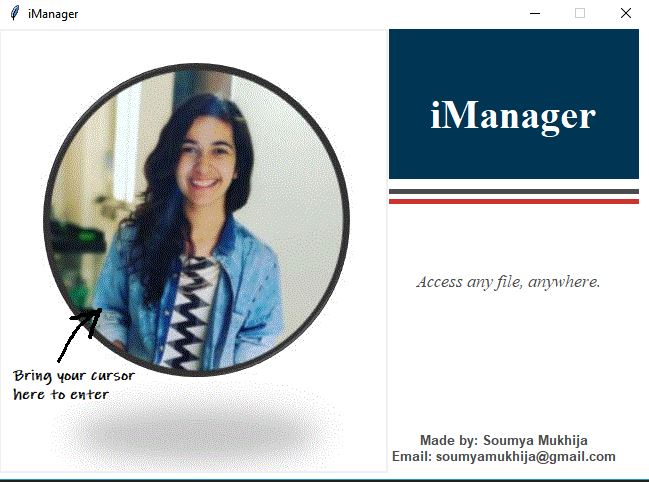 iManager
iManager
Access any file, anywhere.
Bring your cursor
here to enter
Made by: Soumya Mukhija
Email: soumyamukhija@gmail.com